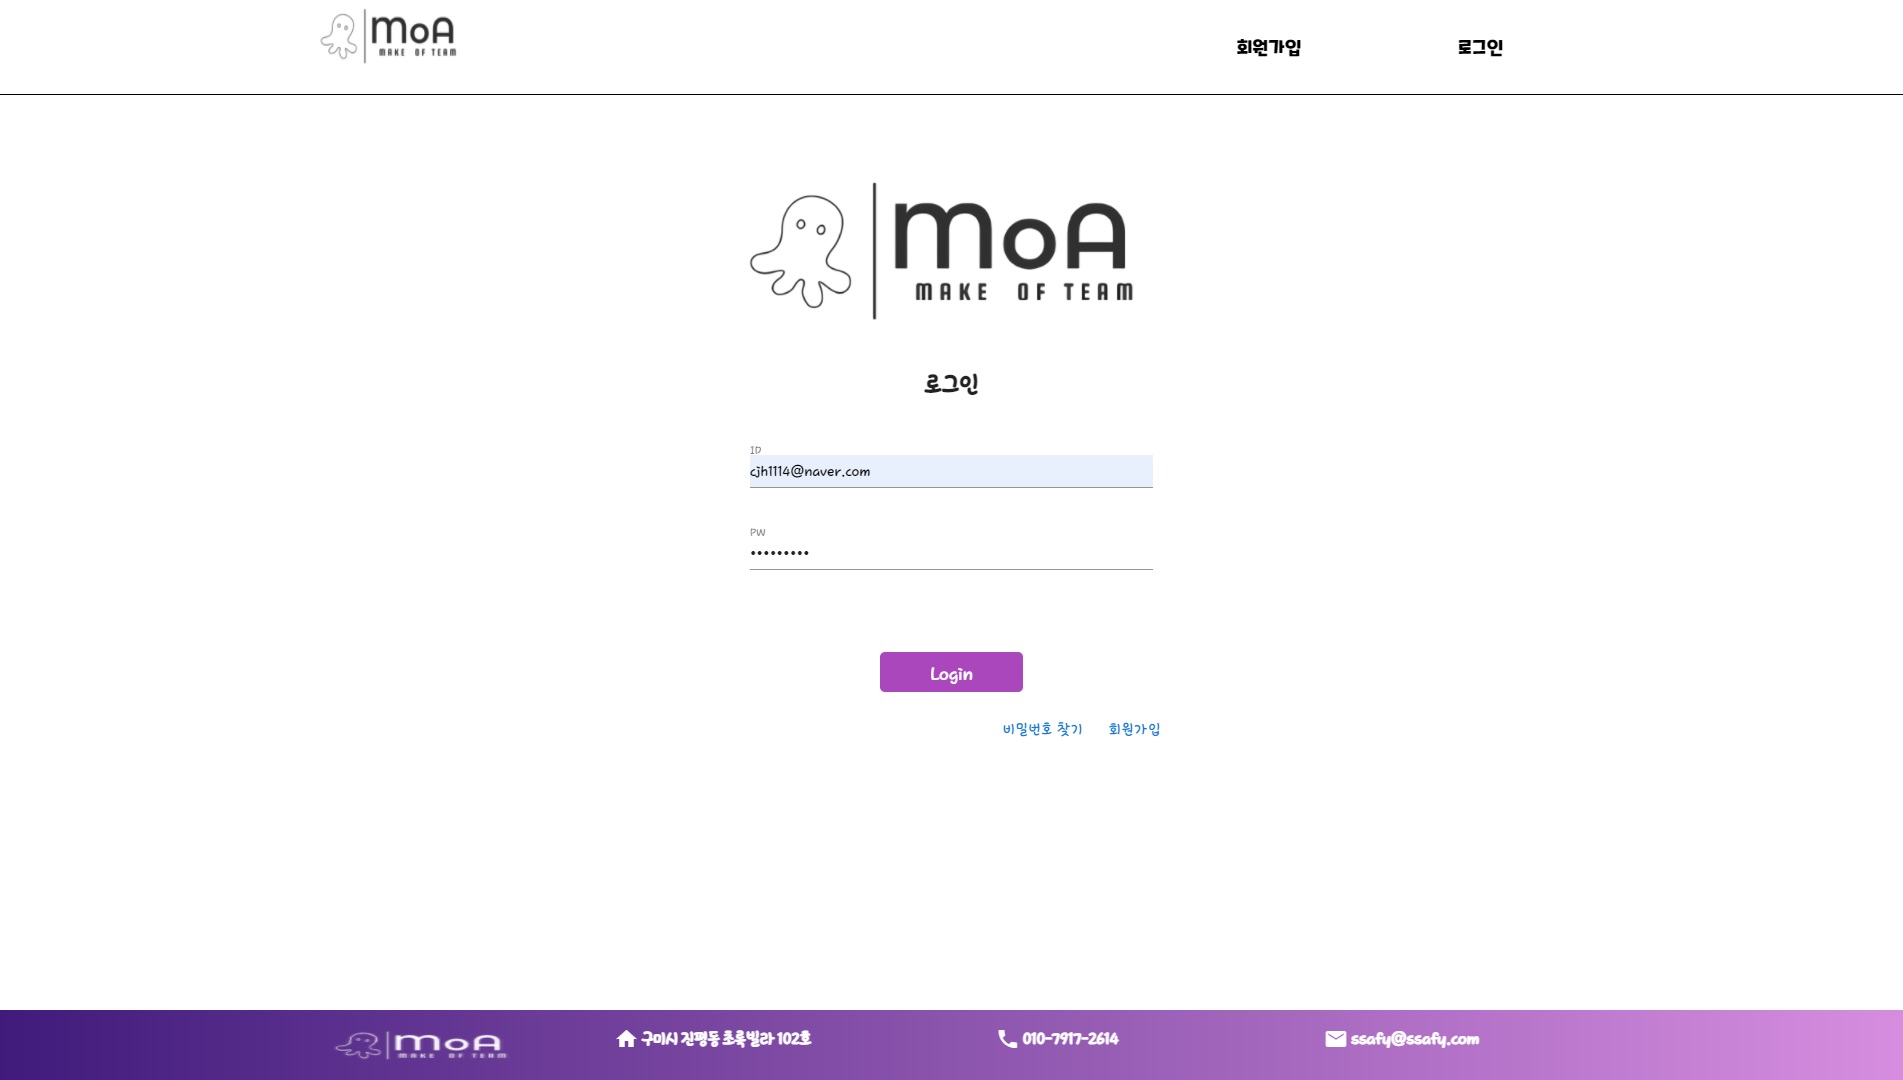 moA
MAKE OF TEAM
회원가입
로그인
moA
MAKE OF TEAM
로그인
ID
cjh1114@naver.com
PW
•••••••••
Login
비밀번호 찾기
회원가입
moA
MAKE OF TEAM
구미시 진평동 초록빌라 102호
010-7917-2614
ssafy@ssafy.com